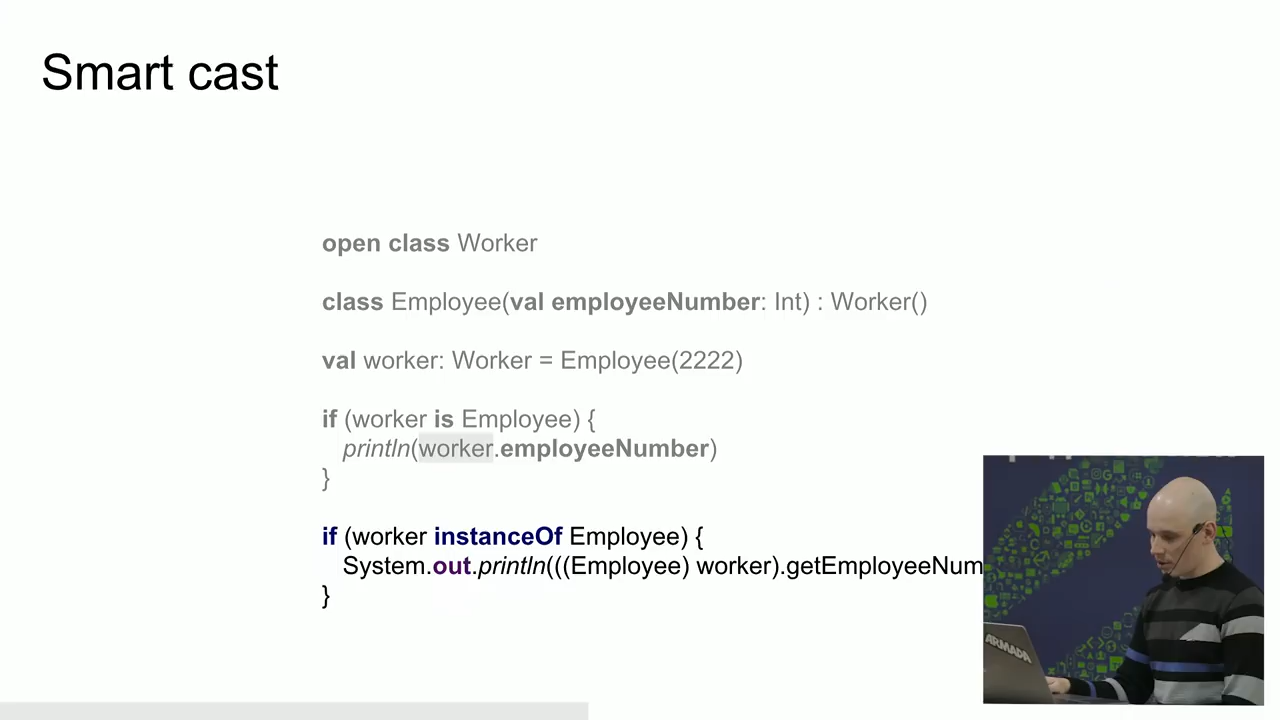 Smart cast
open class Worker
class Employee(val employeeNumber: Int) : Worker()
val worker: Worker = Employee(2222)
if (worker is Employee) {
println(worker.employeeNumber)
}
if (worker instanceOf Employee) {
System.out.println(((Employee) worker).getEmployeeNum
}
ARMADA